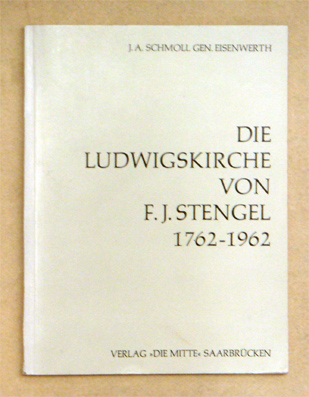 J. A. SCHMOLL GEN. EISENWERTH
DIE
LUDWIGSKIRCHE
VON
F. J. STENGEL
1762-1962
VERLAG »DIE MITTE« SAARBRÜCKEN